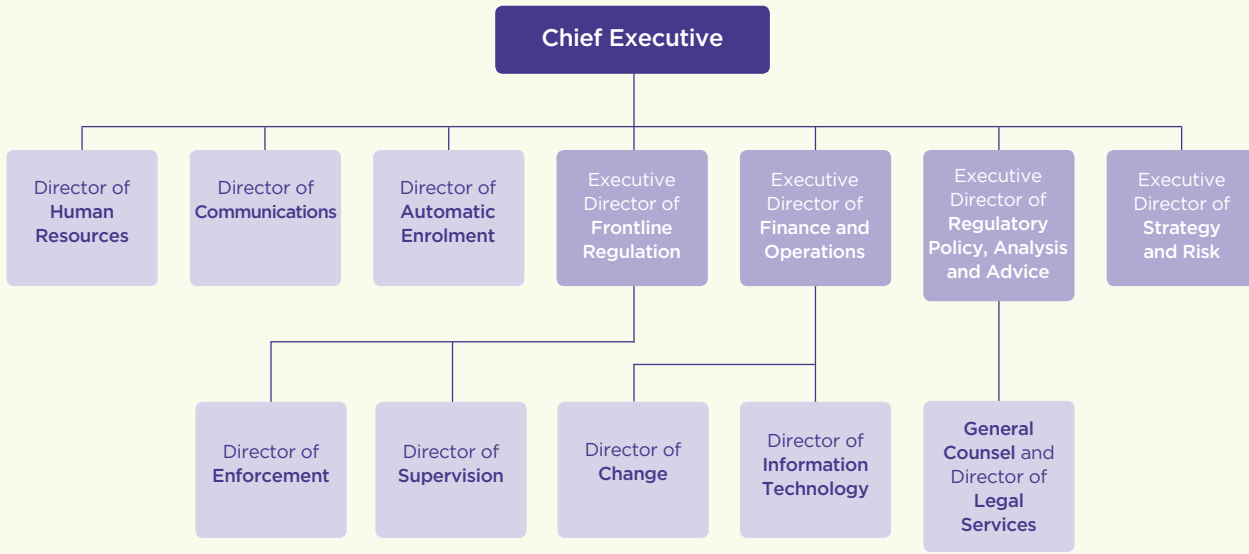 Chief Executive
Director of
Human
Resources
Director of
Communications
Director of
Automatic
Enrolment
Executive
Director of
Frontline
Regulation
Executive
Director of
Finance and
Operations
Executive
Director of
Regulatory
Policy, Analysis
and Advice
Executive
Director of
Strategy
and Risk
Director of
Enforcement
Director of
Supervision
Director of
Change
Director of
Information
Technology
General
Counsel and
Director of
Legal
Services